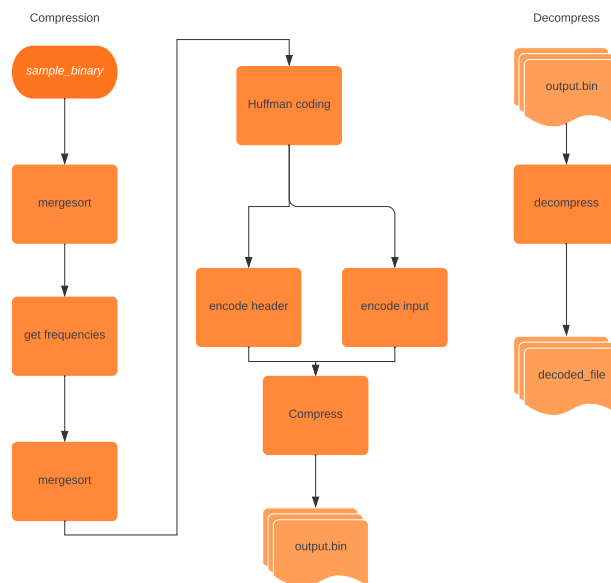 Compression
sample_binary
mergesort
get frequencies
mergesort
Huffman coding
encode header
encode input
Compress
output.bin
Decompress
output.bin
decompress
decoded_file